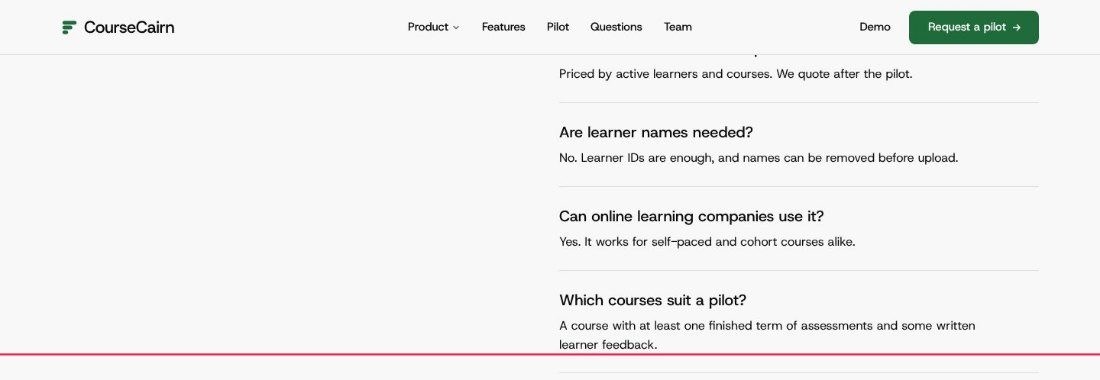 CourseCairn
Product
Features
Pilot
Questions
Team
Demo
Request a pilot →
Priced by active learners and courses. We quote after the pilot.
Are learner names needed?
No. Learner IDs are enough, and names can be removed before upload.
Can online learning companies use it?
Yes. It works for self-paced and cohort courses alike.
Which courses suit a pilot?
A course with at least one finished term of assessments and some written
learner feedback.